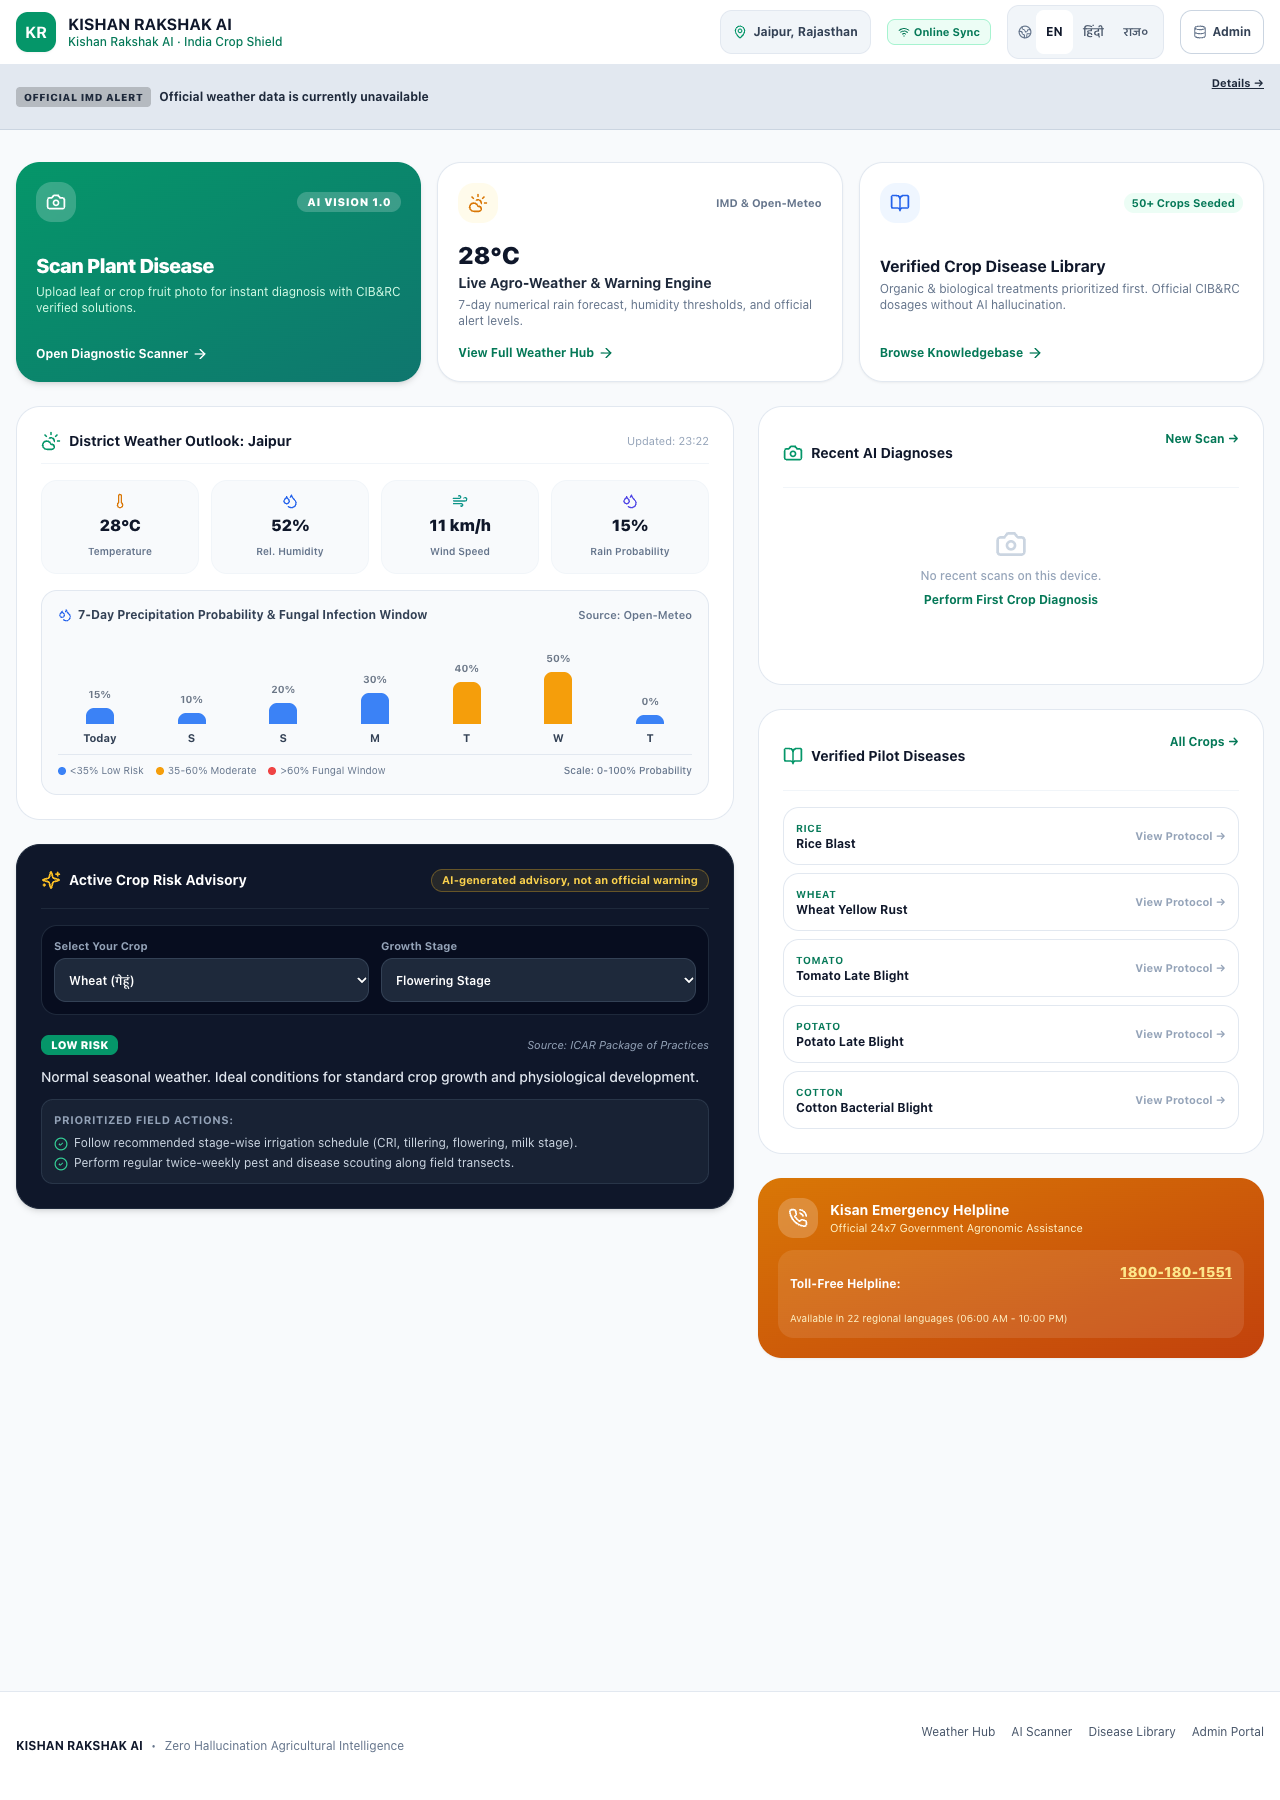 KR
KISHAN RAKSHAK AI
Kishan Rakshak AI · India Crop Shield
Jaipur, Rajasthan
Online Sync
EN
हिंदी
राज०
Admin
OFFICIAL IMD ALERT
Official weather data is currently unavailable
Details →
AI VISION 1.0
Scan Plant Disease
Upload leaf or crop fruit photo for instant diagnosis with CIB&RC
verified solutions.
Open Diagnostic Scanner →
IMD & Open-Meteo
28°C
Live Agro-Weather & Warning Engine
7-day numerical rain forecast, humidity thresholds, and official
alert levels.
View Full Weather Hub →
50+ Crops Seeded
Verified Crop Disease Library
Organic & biological treatments prioritized first. Official CIB&RC
dosages without AI hallucination.
Browse Knowledgebase →
District Weather Outlook: Jaipur
Updated: 23:22
28°C
Temperature
52%
Rel. Humidity
11 km/h
Wind Speed
15%
Rain Probability
7-Day Precipitation Probability & Fungal Infection Window
Source: Open-Meteo
15%
10%
20%
30%
40%
50%
0%
Today
S
S
M
T
W
T
<35% Low Risk
35-60% Moderate
>60% Fungal Window
Scale: 0-100% Probability
Active Crop Risk Advisory
AI-generated advisory, not an official warning
Select Your Crop
Growth Stage
Wheat (गेहूं)
Flowering Stage
LOW RISK
Source: ICAR Package of Practices
Normal seasonal weather. Ideal conditions for standard crop growth and physiological development.
PRIORITIZED FIELD ACTIONS:
Follow recommended stage-wise irrigation schedule (CRI, tillering, flowering, milk stage).
Perform regular twice-weekly pest and disease scouting along field transects.
Recent AI Diagnoses
New Scan →
No recent scans on this device.
Perform First Crop Diagnosis
Verified Pilot Diseases
All Crops →
RICE
Rice Blast
View Protocol →
WHEAT
Wheat Yellow Rust
View Protocol →
TOMATO
Tomato Late Blight
View Protocol →
POTATO
Potato Late Blight
View Protocol →
COTTON
Cotton Bacterial Blight
View Protocol →
Kisan Emergency Helpline
Official 24x7 Government Agronomic Assistance
Toll-Free Helpline:
1800-180-1551
Available in 22 regional languages (06:00 AM - 10:00 PM)
KISHAN RAKSHAK AI • Zero Hallucination Agricultural Intelligence
Weather Hub
AI Scanner
Disease Library
Admin Portal